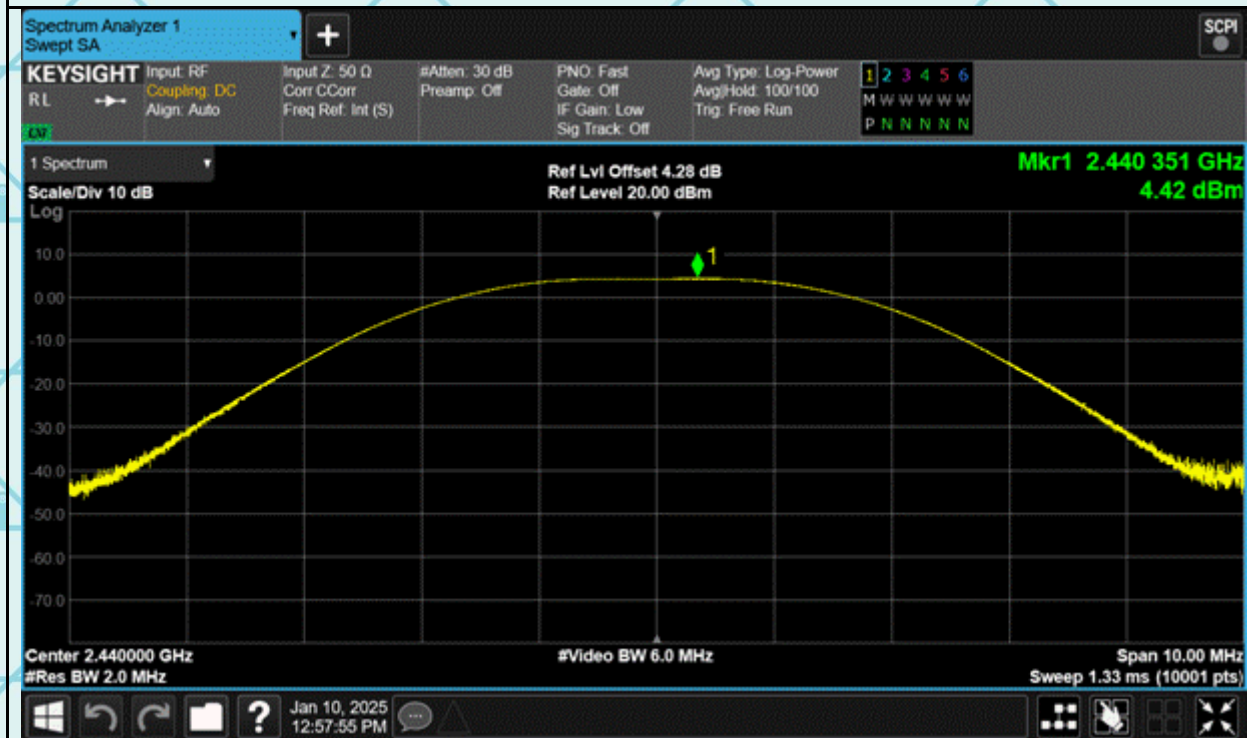 Spectrum Analyzer 1
Swept SA
+
SCPI
KEYSIGHT
RL
Input: RF
Coupling: DC
Align: Auto
Input Z: 50 Ω
Corr CCorr
Freq Ref: Int (S)
#Atten: 30 dB
Preamp: Off
PNO: Fast
Gate: Off
IF Gain: Low
Sig Track: Off
Avg Type: Log-Power
Avg|Hold: 100/100
Trig: Free Run
1 2 3 4 5 6
M W W W W W
P N N N N N
1 Spectrum
Scale/Div 10 dB
Ref Lvl Offset 4.28 dB
Ref Level 20.00 dBm
Mkr1 2.440 351 GHz
4.42 dBm
Log
10.0
0.00
-10.0
-20.0
-30.0
-40.0
-50.0
-60.0
-70.0
1
Center 2.440000 GHz
#Res BW 2.0 MHz
#Video BW 6.0 MHz
Span 10.00 MHz
Sweep 1.33 ms (10001 pts)
?
Jan 10, 2025
12:57:55 PM